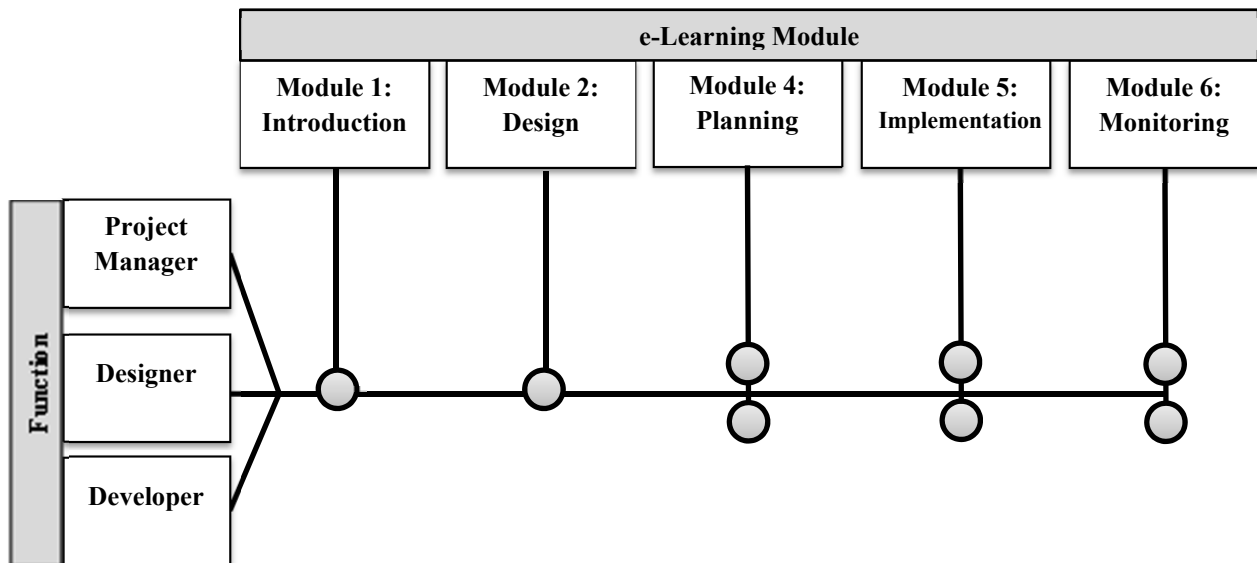 e-Learning Module
Module 1:
Introduction
Module 2:
Design
Module 4:
Planning
Module 5:
Implementation
Module 6:
Monitoring
Function
Project
Manager
Designer
Developer